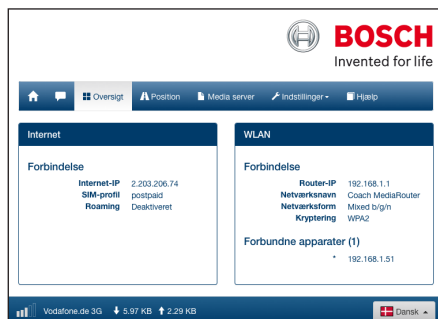 BOSCH
Invented for life
Oversigt Position Media server Indstillinger Hjælp
Internet
Forbindelse
Internet-IP 2.203.206.74
SIM-profil postpaid
Roaming Deaktiveret
WLAN
Forbindelse
Router-IP 192.168.1.1
Netværksnavn Coach MediaRouter
Netværksform Mixed b/g/n
Kryptering WPA2
Forbundne apparater (1)
* 192.168.1.51
Vodafone.de 3G 5.97 KB 2.29 KB Dansk